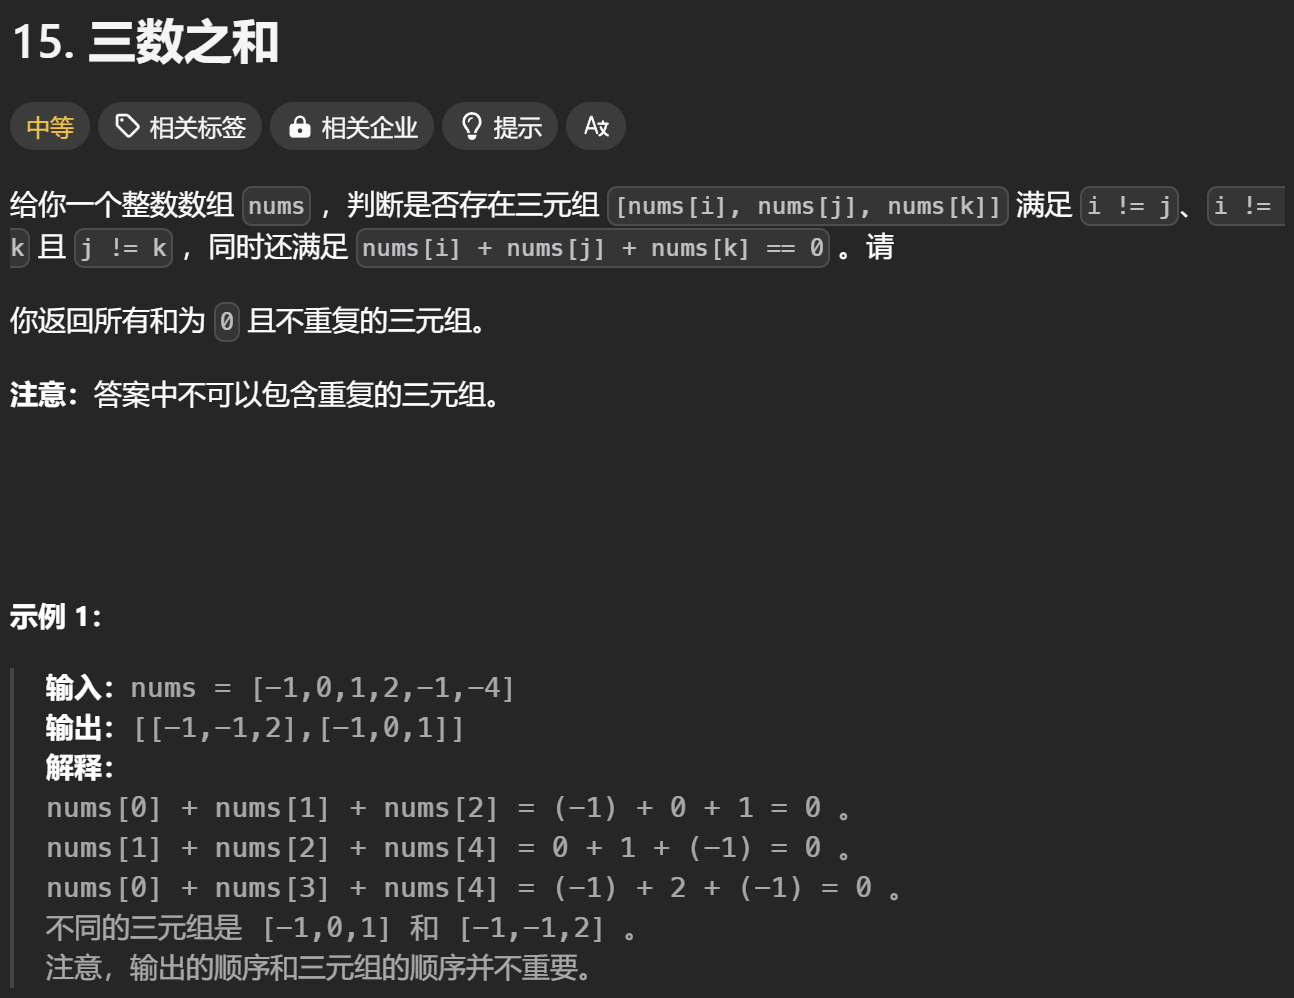 15. 三数之和
中等 相关标签 相关企业 提示 A文
给你一个整数数组 nums ，判断是否存在三元组 [nums[i], nums[j], nums[k]] 满足 i != j、i !=
k 且 j != k ，同时还满足 nums[i] + nums[j] + nums[k] == 0 。请
你返回所有和为 0 且不重复的三元组。
注意：答案中不可以包含重复的三元组。
示例 1：
输入：nums = [-1,0,1,2,-1,-4]
输出：[[-1,-1,2],[-1,0,1]]
解释：
nums[0] + nums[1] + nums[2] = (-1) + 0 + 1 = 0 。
nums[1] + nums[2] + nums[4] = 0 + 1 + (-1) = 0 。
nums[0] + nums[3] + nums[4] = (-1) + 2 + (-1) = 0 。
不同的三元组是 [-1,0,1] 和 [-1,-1,2] 。
注意，输出的顺序和三元组的顺序并不重要。